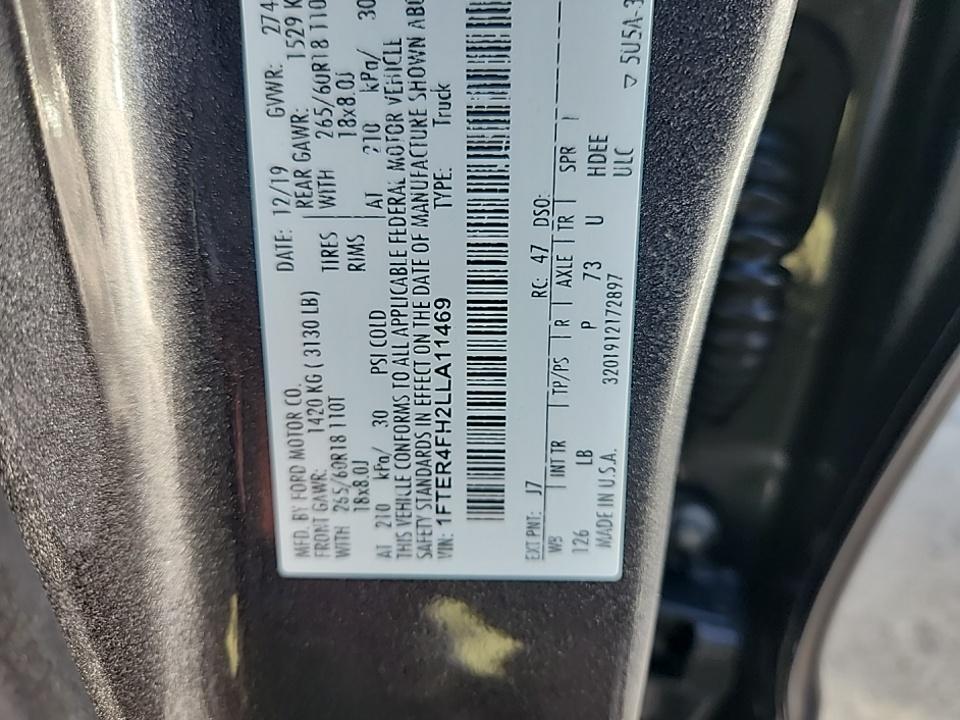 MFD. BY FORD MOTOR CO. DATE: 12/19 GVWR: 274
FRONT GAWR: 1420 KG ( 3130 LB) REAR GAWR: 1529 K
WITH 265/60R18 110T TIRES WITH 265/60R18 110
18x8.0J RIMS 18x8.0J
AT 210 kPa/ 30 PSI COLD AT 210 kPa/ 30
THIS VEHICLE CONFORMS TO ALL APPLICABLE FEDERAL MOTOR VEHICLE
SAFETY STANDARDS IN EFFECT ON THE DATE OF MANUFACTURE SHOWN ABO
VIN: 1FTER4FH2LLA11469 TYPE: Truck
EXT PNT: J7 RC: 47 DSO:
WB | INT TR | TP/PS | R | AXLE | TR | SPR |
126 LB P 73 U HDEE
MADE IN U.S.A. 3201912172897 ULC
▽ 5U5A-3